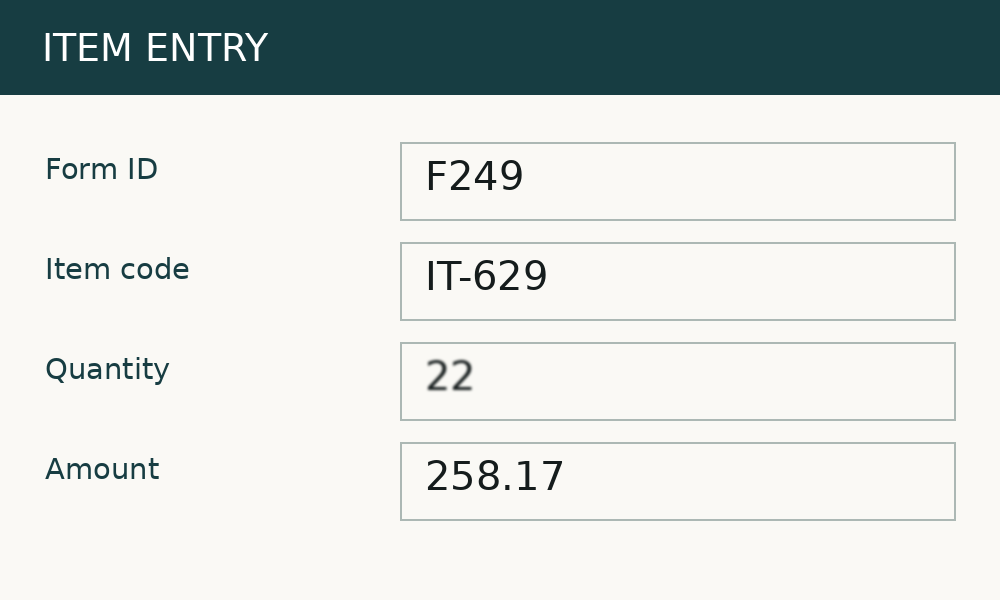 ITEM ENTRY
Form ID F249
Item code IT-629
Quantity 22
Amount 258.17